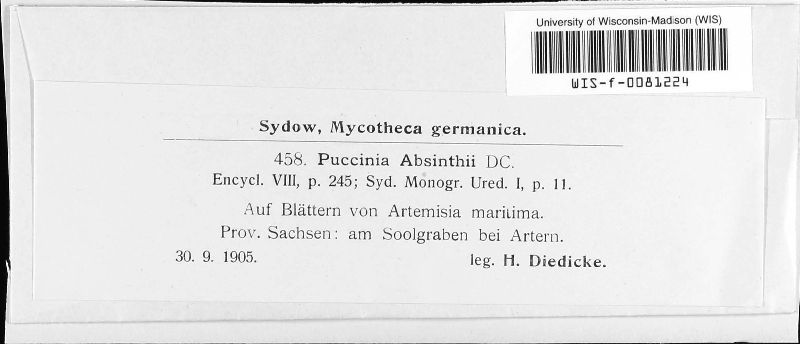 University of Wisconsin-Madison (WIS)
WIS-f-0081224
Sydow, Mycotheca germanica.
458. Puccinia Absinthii DC.
Encycl. VIII, p. 245; Syd. Monogr. Ured. I, p. 11.
Auf Blättern von Artemisia maritima.
Prov. Sachsen: am Soolgraben bei Artern.
30. 9. 1905. leg. H. Diedicke.